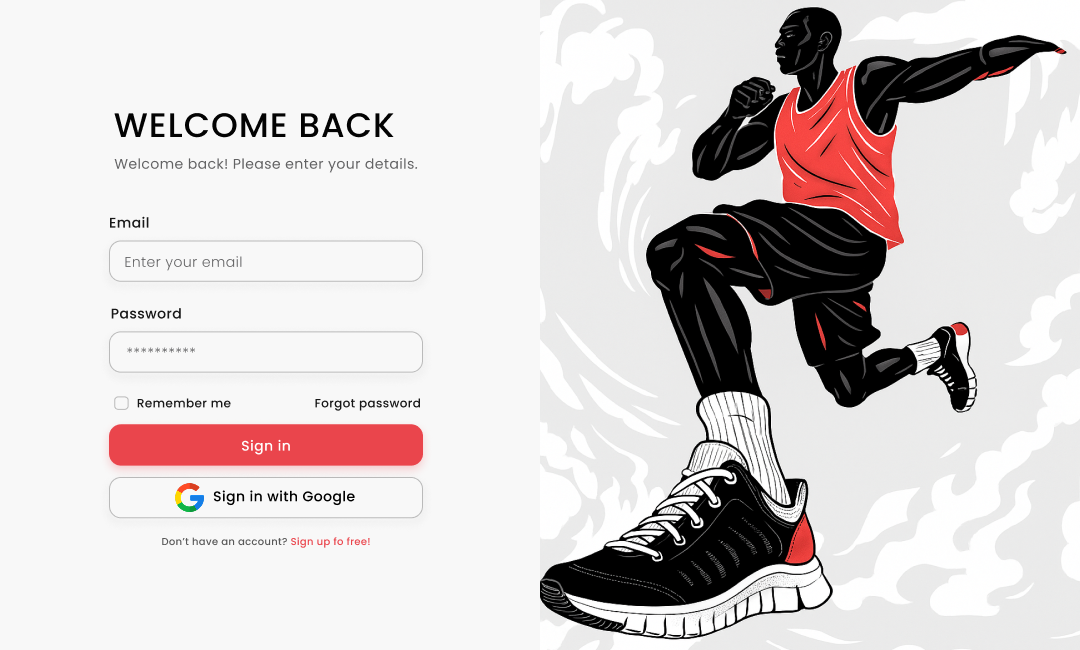 WELCOME BACK
Welcome back! Please enter your details.
Email
Enter your email
Password
**********
Remember me
Forgot password
Sign in
Sign in with Google
Don’t have an account? Sign up fo free!